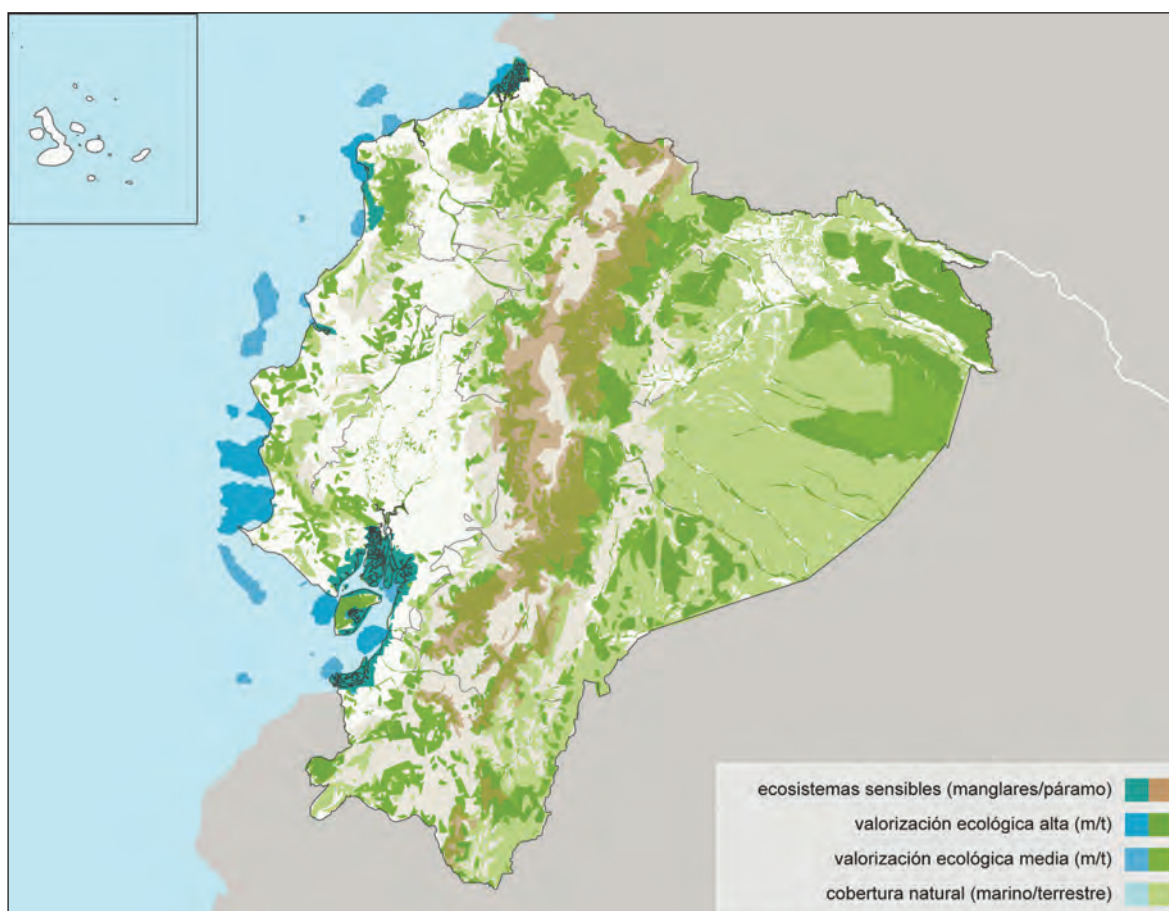 ecosistemas sensibles (manglares/páramo)
valorización ecológica alta (m/t)
valorización ecológica media (m/t)
cobertura natural (marino/terrestre)